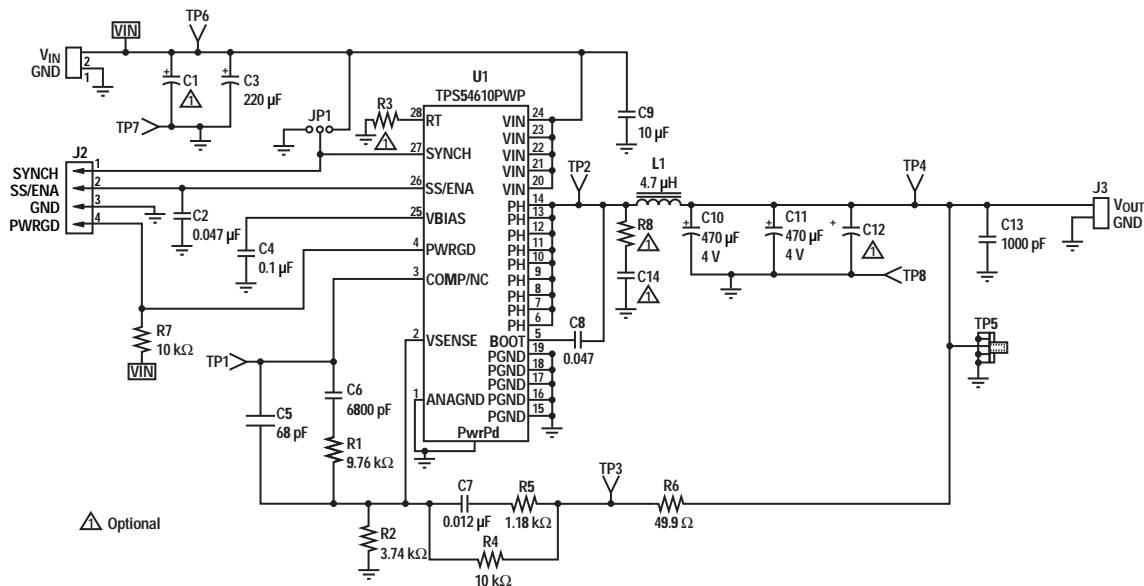 TP6
VIN
VIN
GND
2
1
+
C1
1
+
C3
220 µF
TP7
JP1
R3
1
U1
TPS54610PWP
28
RT
27
SYNCH
26
SS/ENA
25
VBIAS
4
PWRGD
3
COMP/NC
2
VSENSE
1
ANAGND
PwrPd
VIN
24
VIN
23
VIN
22
VIN
21
VIN
20
PH
14
PH
13
PH
12
PH
11
PH
10
PH
9
PH
8
PH
7
PH
6
BOOT
5
PGND
19
PGND
18
PGND
17
PGND
16
PGND
15
C9
10 µF
J2
SYNCH
1
SS/ENA
2
GND
3
PWRGD
4
C2
0.047 µF
C4
0.1 µF
R7
10 kΩ
VIN
TP1
C5
68 pF
C6
6800 pF
R1
9.76 kΩ
TP2
L1
4.7 µH
R8
1
C14
1
C8
0.047
+
C10
470 µF
4 V
+
C11
470 µF
4 V
+
C12
1
TP8
TP4
C13
1000 pF
J3
VOUT
GND
TP5
C7
0.012 µF
R5
1.18 kΩ
TP3
R6
49.9 Ω
R2
3.74 kΩ
R4
10 kΩ
1 Optional